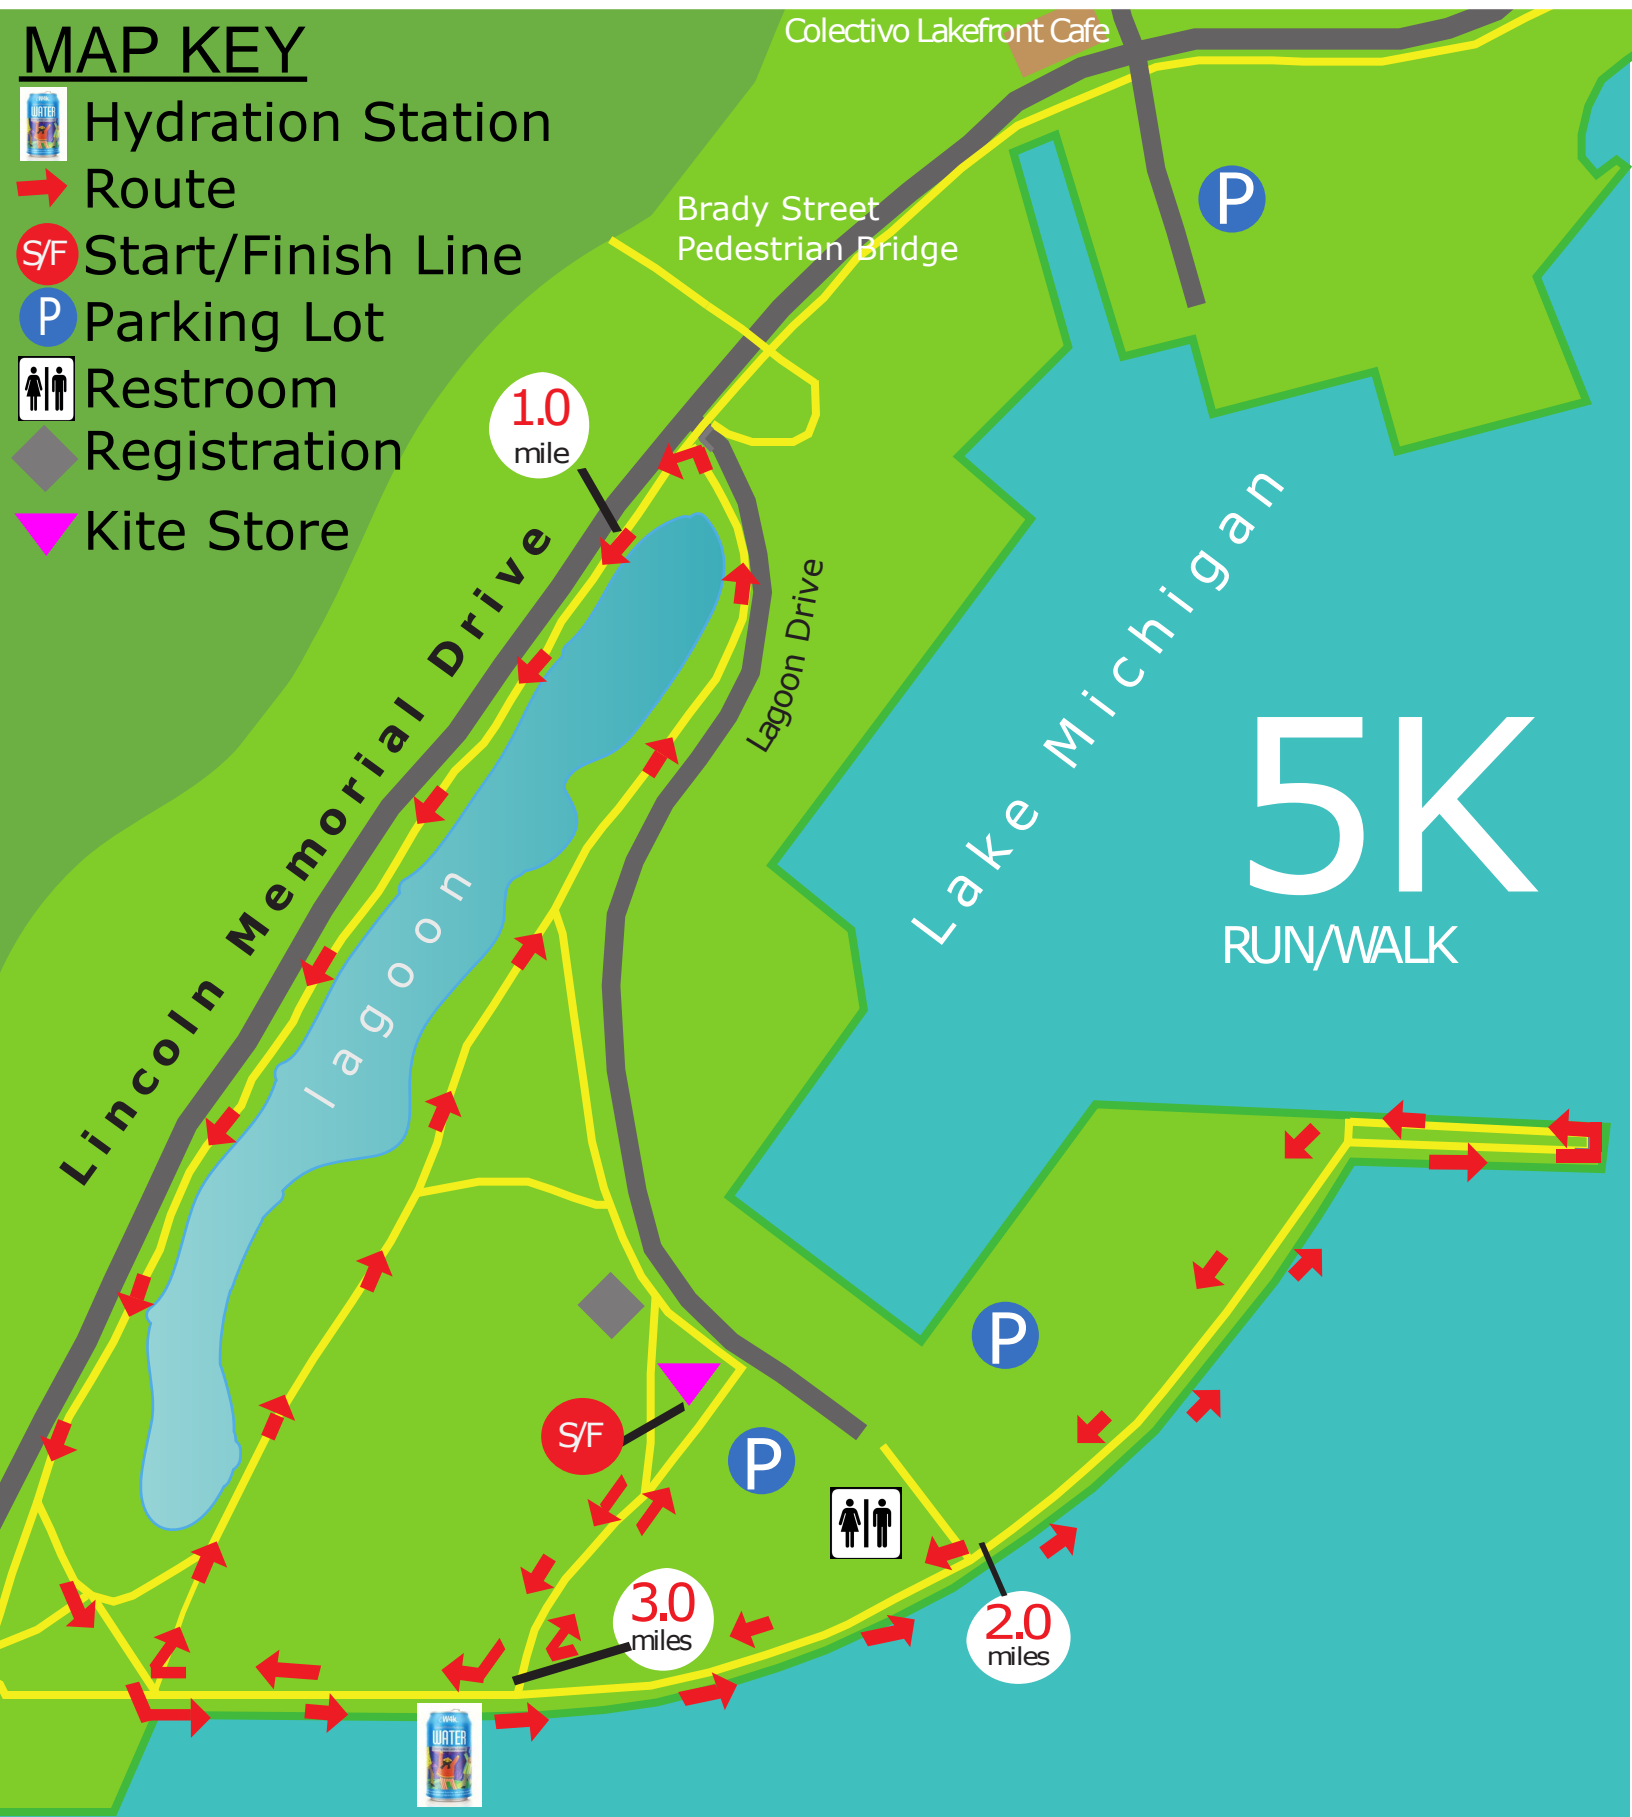 MAP KEY
WATER
Hydration Station
Route
S/F Start/Finish Line
P Parking Lot
Restroom
Registration
Kite Store
Colectivo Lakefront Cafe
P
Brady Street
Pedestrian Bridge
1.0
mile
Lincoln Memorial Drive
Lagoon Drive
Lake Michigan
5K
RUN/WALK
lagoon
P
S/F
P
3.0
miles
2.0
miles
W4k
WATER